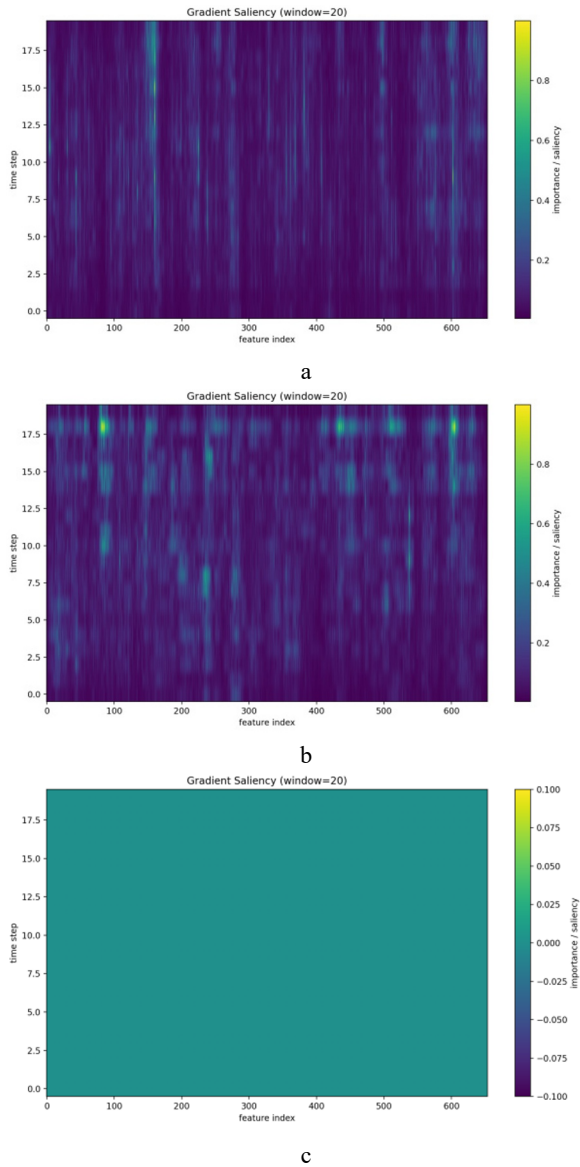 Gradient Saliency (window=20)
17.5
15.0
12.5
10.0
7.5
5.0
2.5
0.0
time step
0 100 200 300 400 500 600
feature index
0.8
0.6
0.4
0.2
importance / saliency
a
Gradient Saliency (window=20)
17.5
15.0
12.5
10.0
7.5
5.0
2.5
0.0
time step
0 100 200 300 400 500 600
feature index
0.8
0.6
0.4
0.2
importance / saliency
b
Gradient Saliency (window=20)
17.5
15.0
12.5
10.0
7.5
5.0
2.5
0.0
time step
0 100 200 300 400 500 600
feature index
0.100
0.075
0.050
0.025
0.000
−0.025
−0.050
−0.075
−0.100
importance / saliency
c